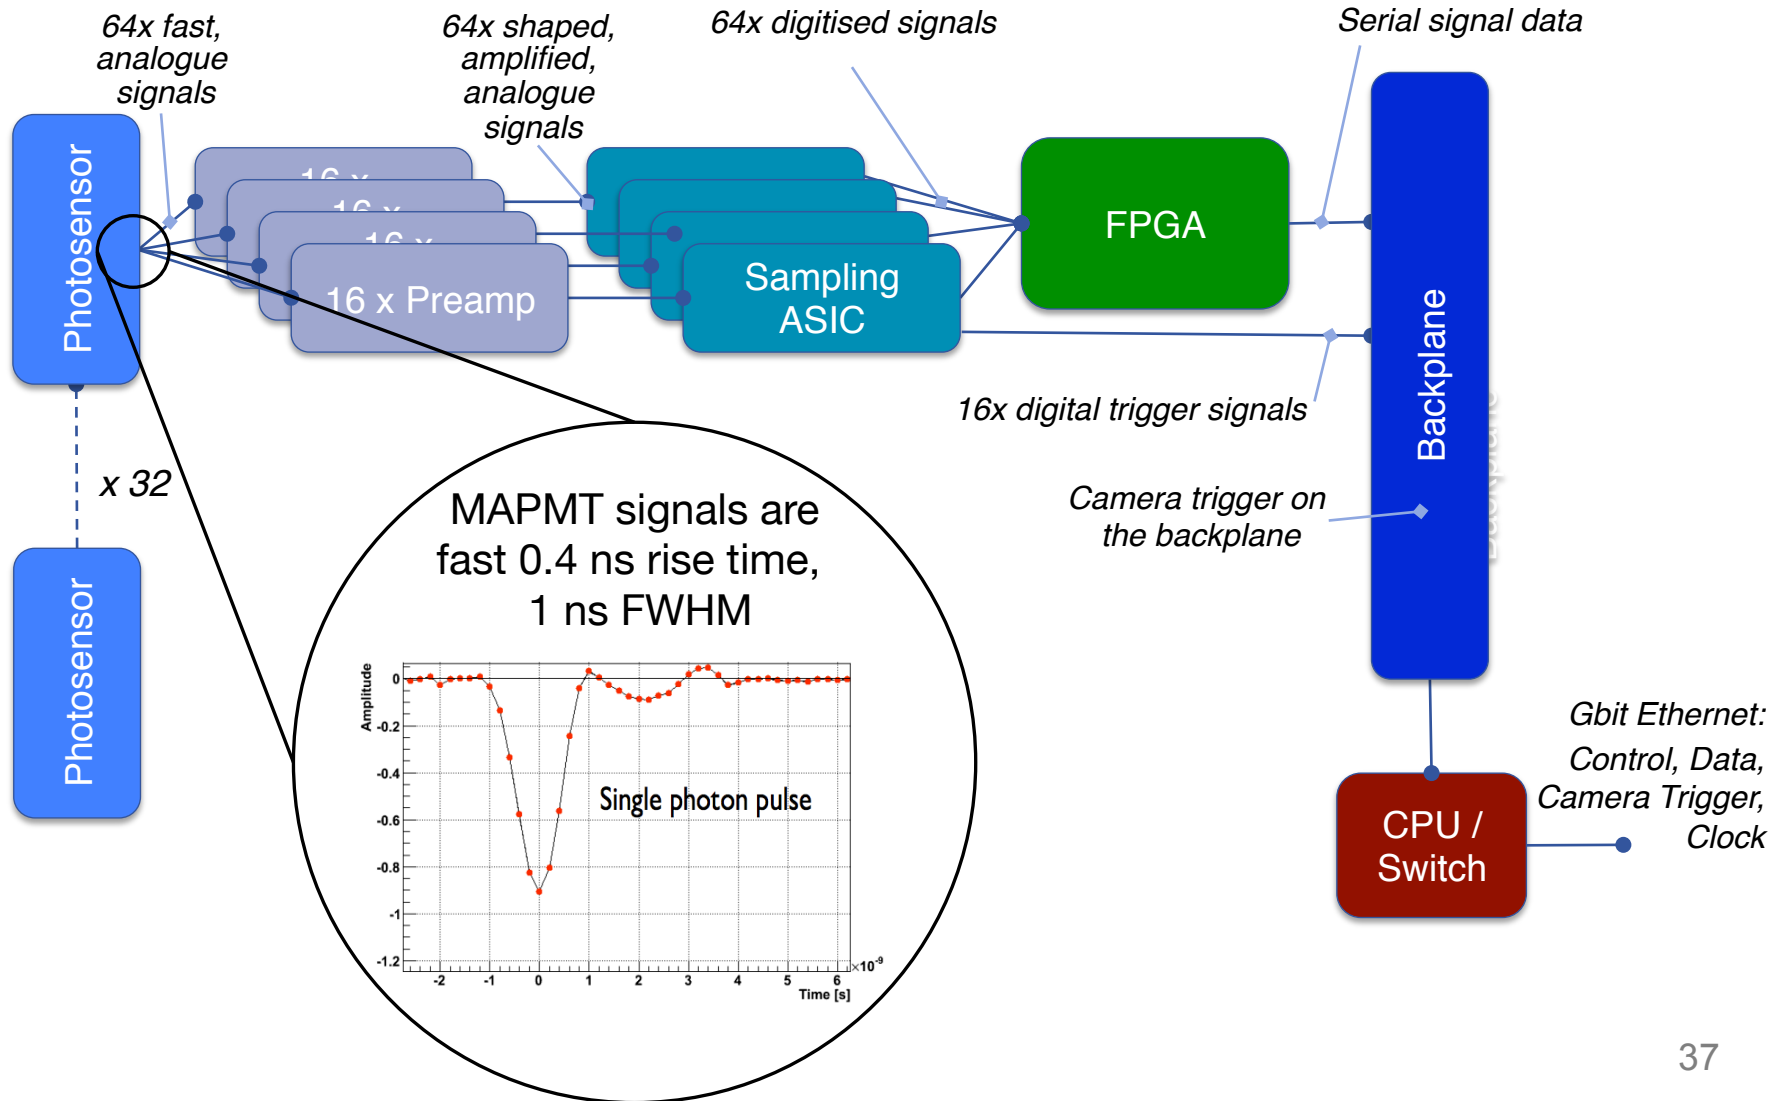 64x fast,
analogue
signals
64x shaped,
amplified,
analogue
signals
64x digitised signals
Serial signal data
Photosensor
16 x
16 x
16 x
16 x Preamp
Sampling
ASIC
FPGA
Backplane
16x digital trigger signals
Camera trigger on
the backplane
x 32
Photosensor
MAPMT signals are
fast 0.4 ns rise time,
1 ns FWHM
Amplitude
0
-0.2
-0.4
-0.6
-0.8
-1
-1.2
Single photon pulse
-2 -1 0 1 2 3 4 5 6
×10⁻⁹
Time [s]
Gbit Ethernet:
Control, Data,
Camera Trigger,
Clock
CPU /
Switch
37